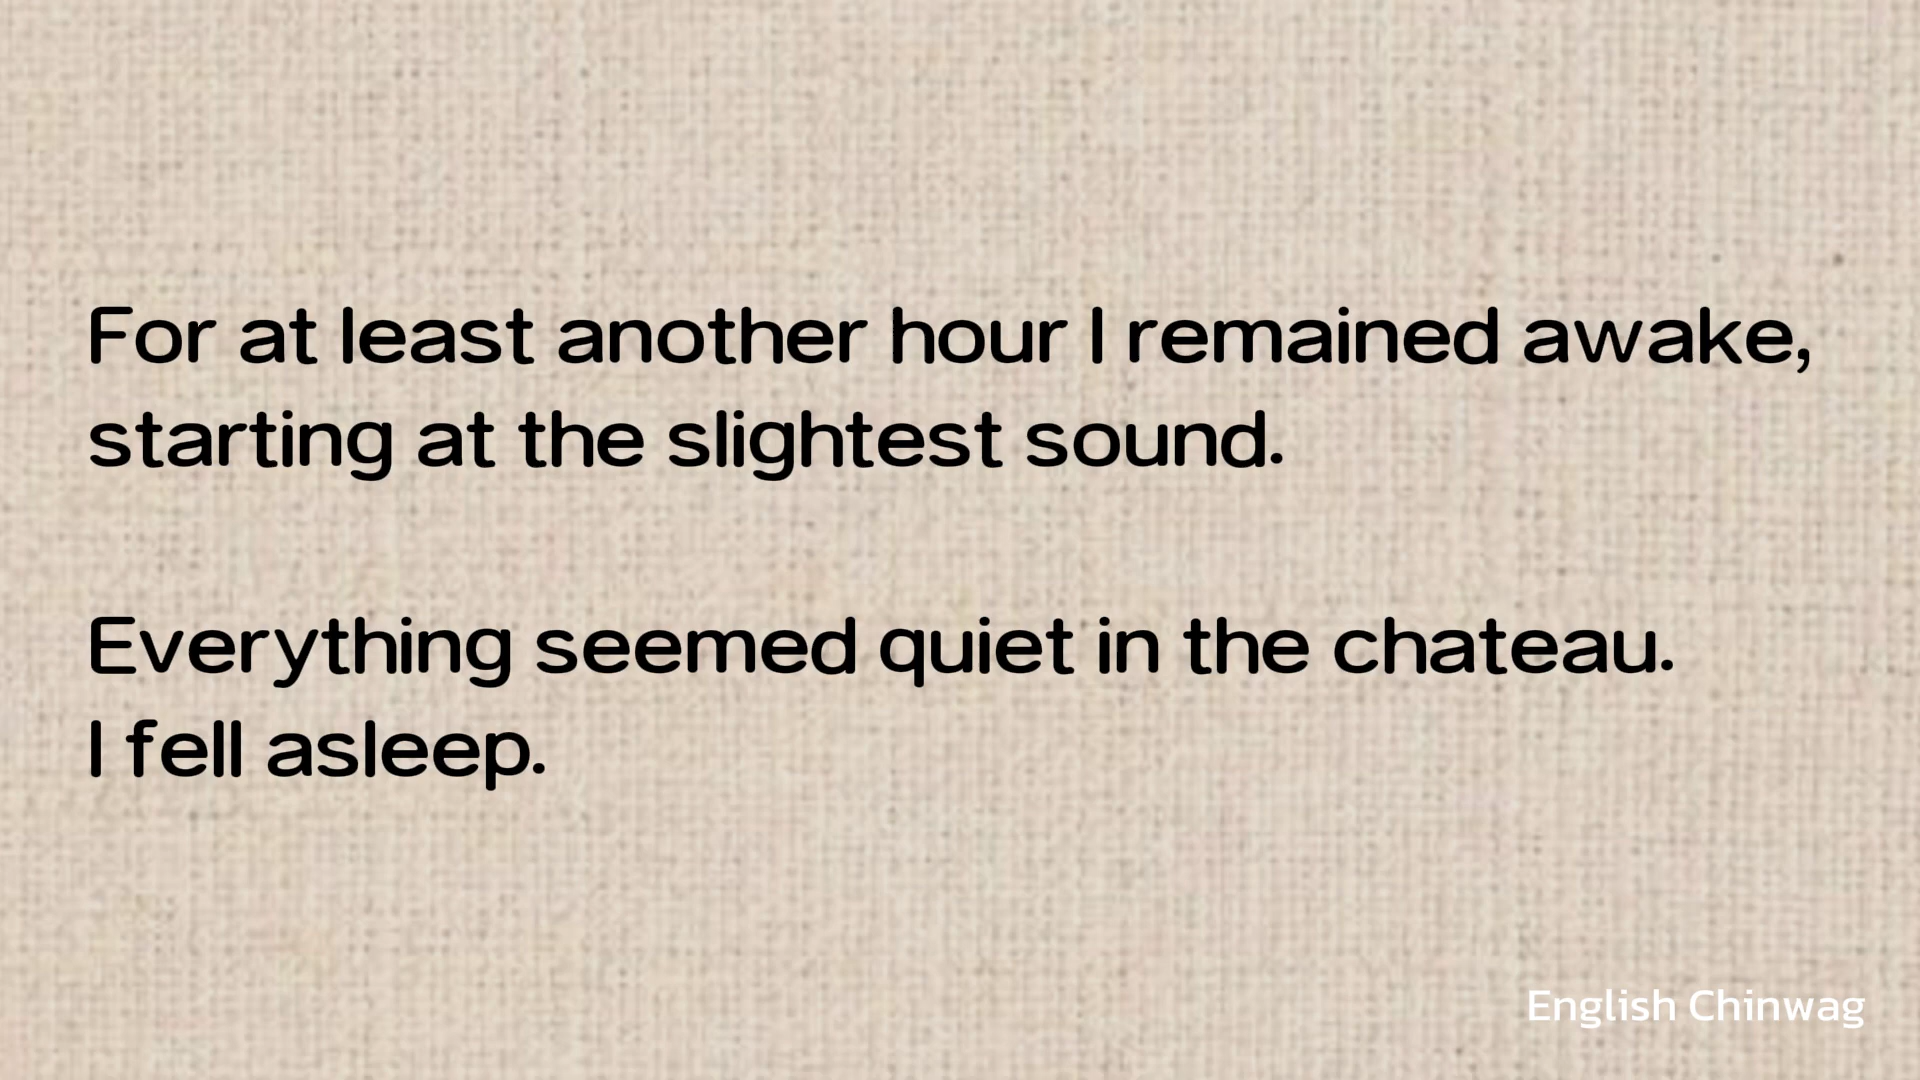 For at least another hour I remained awake,
starting at the slightest sound.
Everything seemed quiet in the chateau.
I fell asleep.
English Chinwag